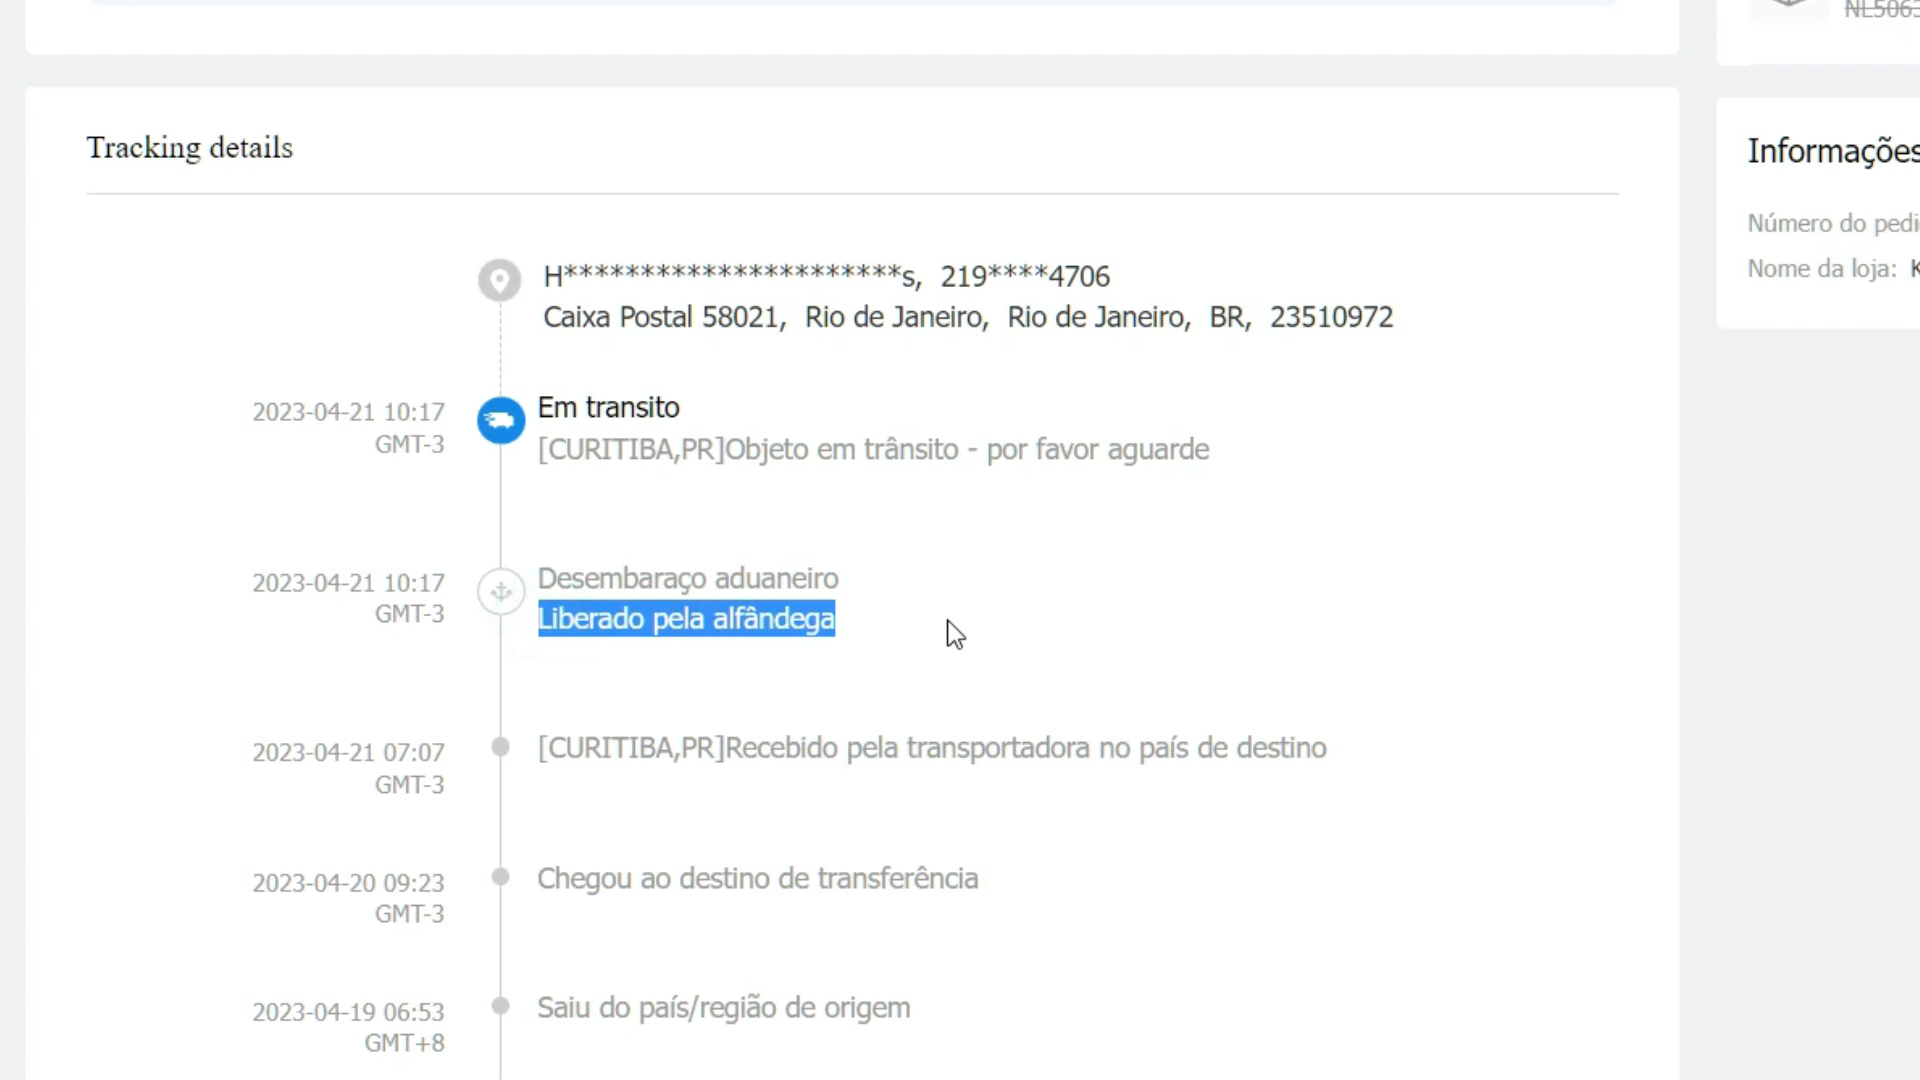 NL5063
Tracking details
Informações
Número do pedi
Nome da loja: K
H**********************s, 219****4706
Caixa Postal 58021, Rio de Janeiro, Rio de Janeiro, BR, 23510972
2023-04-21 10:17
GMT-3
Em transito
[CURITIBA,PR]Objeto em trânsito - por favor aguarde
2023-04-21 10:17
GMT-3
Desembaraço aduaneiro
Liberado pela alfândega
2023-04-21 07:07
GMT-3
[CURITIBA,PR]Recebido pela transportadora no país de destino
2023-04-20 09:23
GMT-3
Chegou ao destino de transferência
2023-04-19 06:53
GMT+8
Saiu do país/região de origem